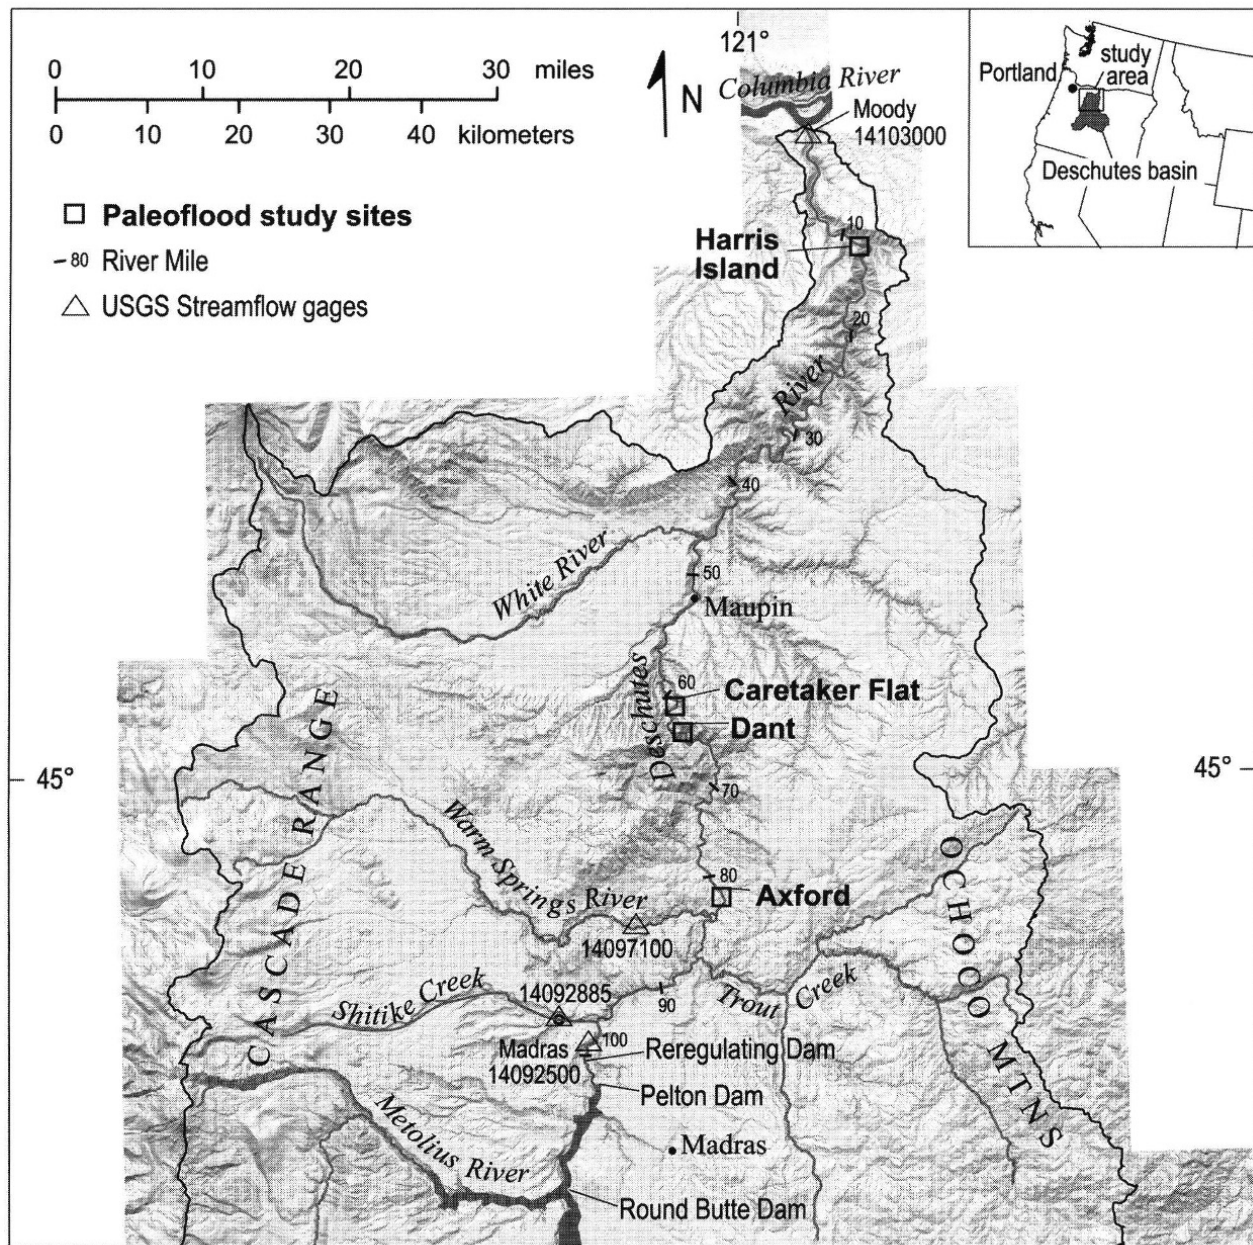 121°
0 10 20 30 miles
0 10 20 30 40 kilometers
N
Columbia River
Moody
14103000
Portland
study
area
Deschutes basin
Paleoflood study sites
80 River Mile
USGS Streamflow gages
10
Harris
Island
20
River
30
40
White River
50
Maupin
Deschutes
60
Caretaker Flat
Dant
45°
45°
70
CASCADE RANGE
Warm Springs River
80
Axford
OCHOCO MTNS
14097100
Shitike Creek
14092885
90
Trout Creek
Madras
14092500
100
Reregulating Dam
Pelton Dam
Metolius River
Madras
Round Butte Dam